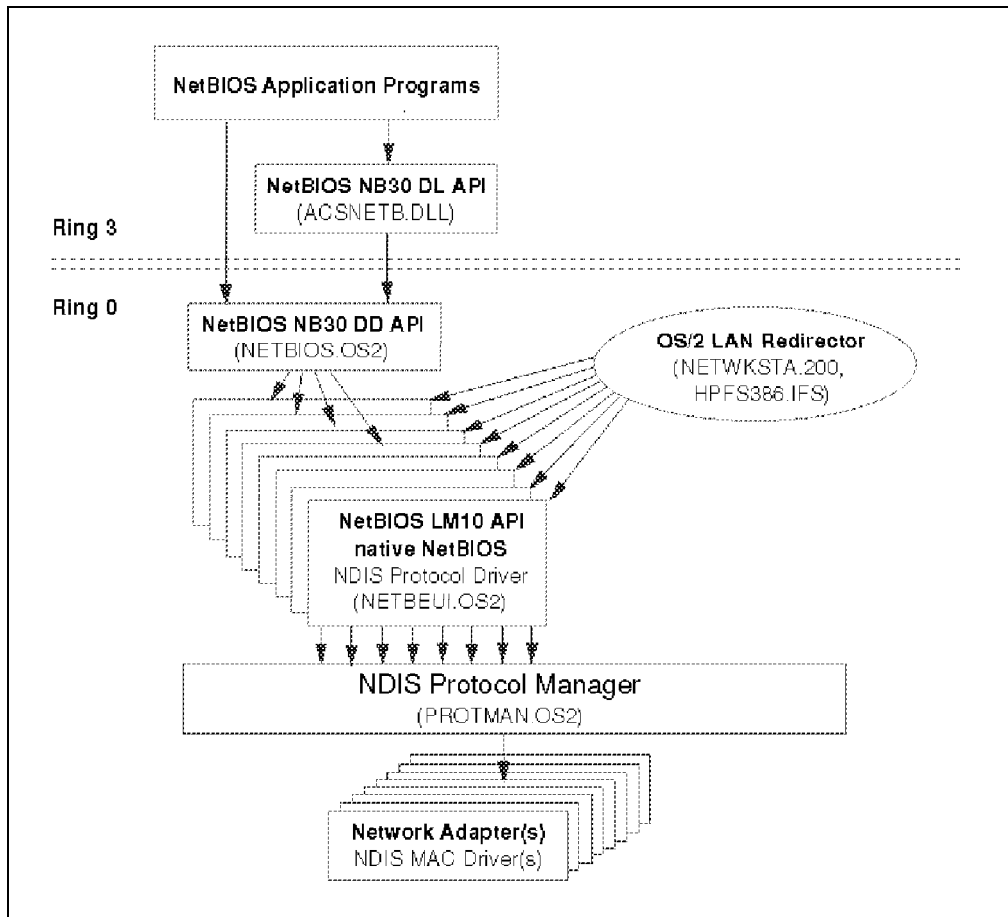 NetBIOS Application Programs
NetBIOS NB30 DL API
(ACSNETB.DLL)
Ring 3
Ring 0
NetBIOS NB30 DD API
(NETBIOS.OS2)
OS/2 LAN Redirector
(NETWKSTA.200,
HPFS386.IFS)
NetBIOS LM10 API
native NetBIOS
NDIS Protocol Driver
(NETBEUI.OS2)
NDIS Protocol Manager
(PROTMAN.OS2)
Network Adapter(s)
NDIS MAC Driver(s)